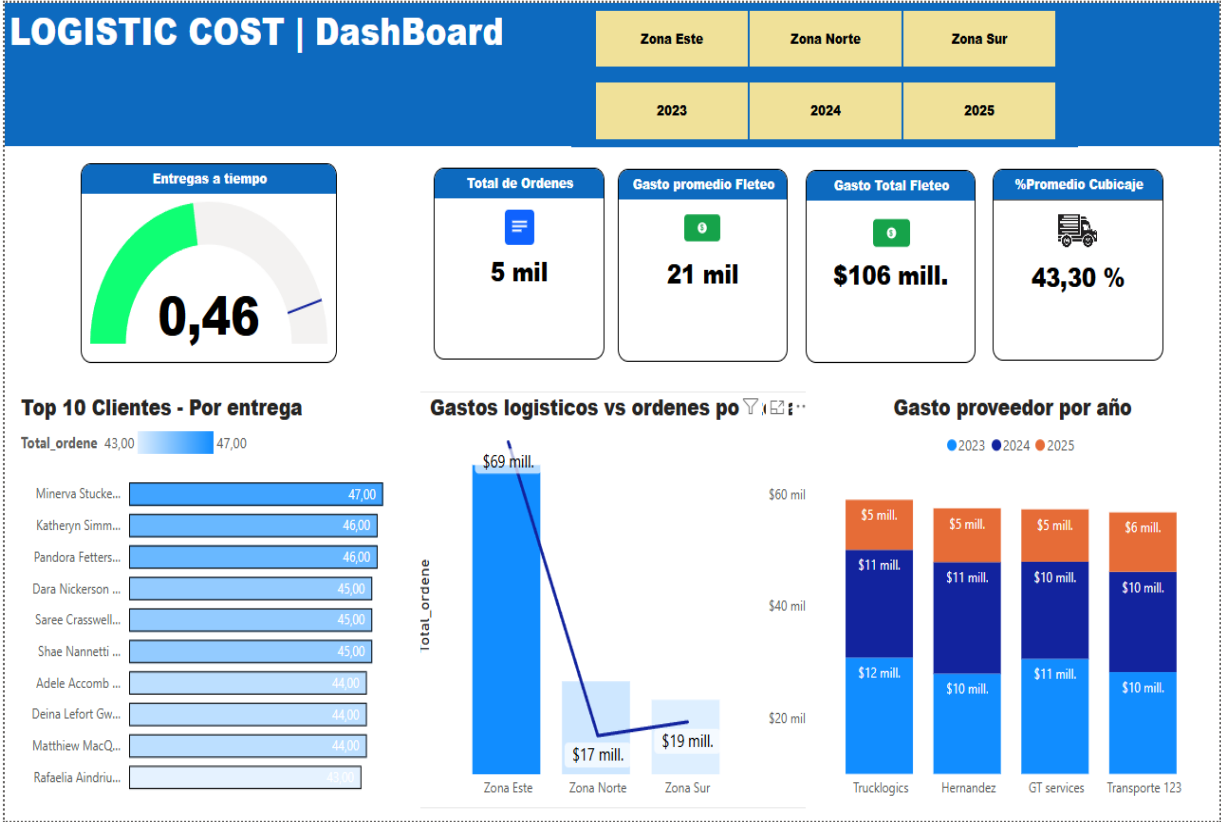 LOGISTIC COST | DashBoard
Zona Este
Zona Norte
Zona Sur
2023
2024
2025
Entregas a tiempo
0,46
Total de Ordenes
5 mil
Gasto promedio Fleteo
21 mil
Gasto Total Fleteo
$106 mill.
%Promedio Cubicaje
43,30 %
Top 10 Clientes - Por entrega
Total_ordene 43,00 47,00
Minerva Stucke... 47,00
Katheryn Simm... 46,00
Pandora Fetters... 46,00
Dara Nickerson ... 45,00
Saree Crasswell... 45,00
Shae Nannetti ... 45,00
Adele Accomb ... 44,00
Deina Lefort Gw... 44,00
Matthiew MacQ... 44,00
Rafaelia Aindriu... 43,00
Gastos logisticos vs ordenes po
Total_ordene
$69 mill.
$17 mill.
$19 mill.
Zona Este
Zona Norte
Zona Sur
$60 mil
$40 mil
$20 mil
Gasto proveedor por año
2023 2024 2025
$5 mill.
$11 mill.
$12 mill.
$5 mill.
$11 mill.
$10 mill.
$5 mill.
$10 mill.
$11 mill.
$6 mill.
$10 mill.
$10 mill.
Trucklogics
Hernandez
GT services
Transporte 123